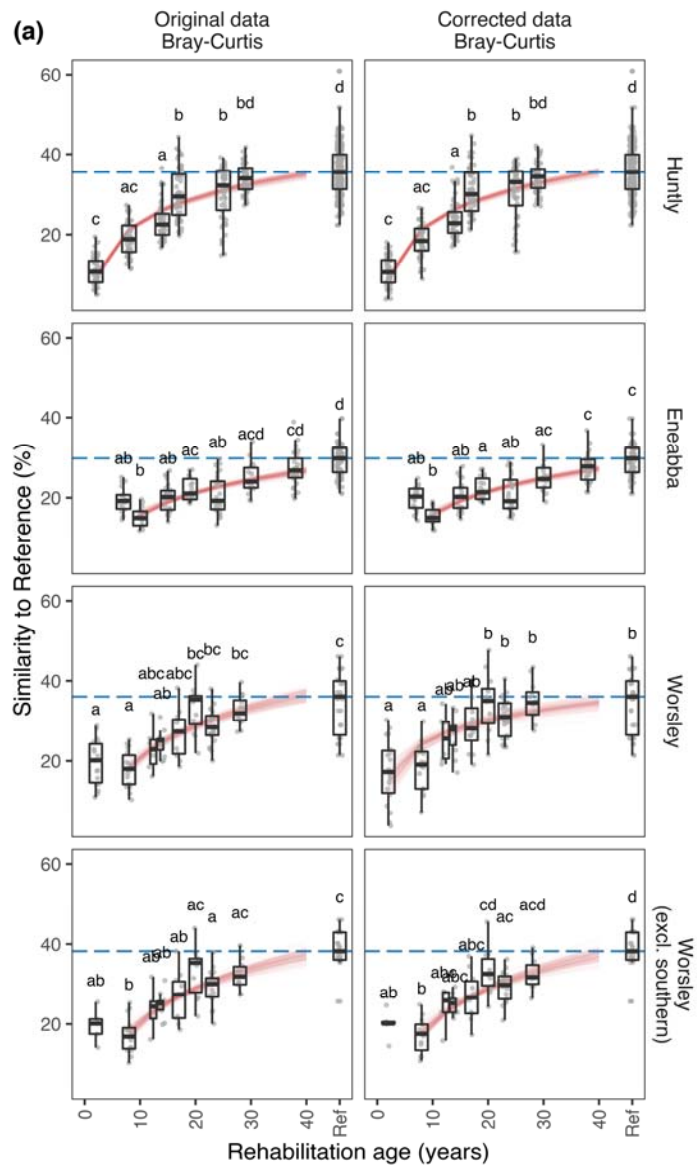 (a)
Original data
Bray-Curtis
Corrected data
Bray-Curtis
Similarity to Reference (%)
60
40
20
c
ac
a
b
b
bd
d
c
ac
a
b
b
bd
d
Huntly
60
40
20
ab
b
ab
ac
ab
acd
cd
d
ab
b
ab
a
ab
ac
c
c
Eneabba
60
40
20
a
a
abc
ab
abc
bc
bc
bc
c
a
a
ab
ab
ab
b
b
b
b
Worsley
60
40
20
ab
b
ab
ab
ab
ac
a
ac
c
ab
b
abc
abc
abc
cd
ac
acd
d
Worsley
(excl. southern)
0
10
20
30
40
Ref
0
10
20
30
40
Ref
Rehabilitation age (years)